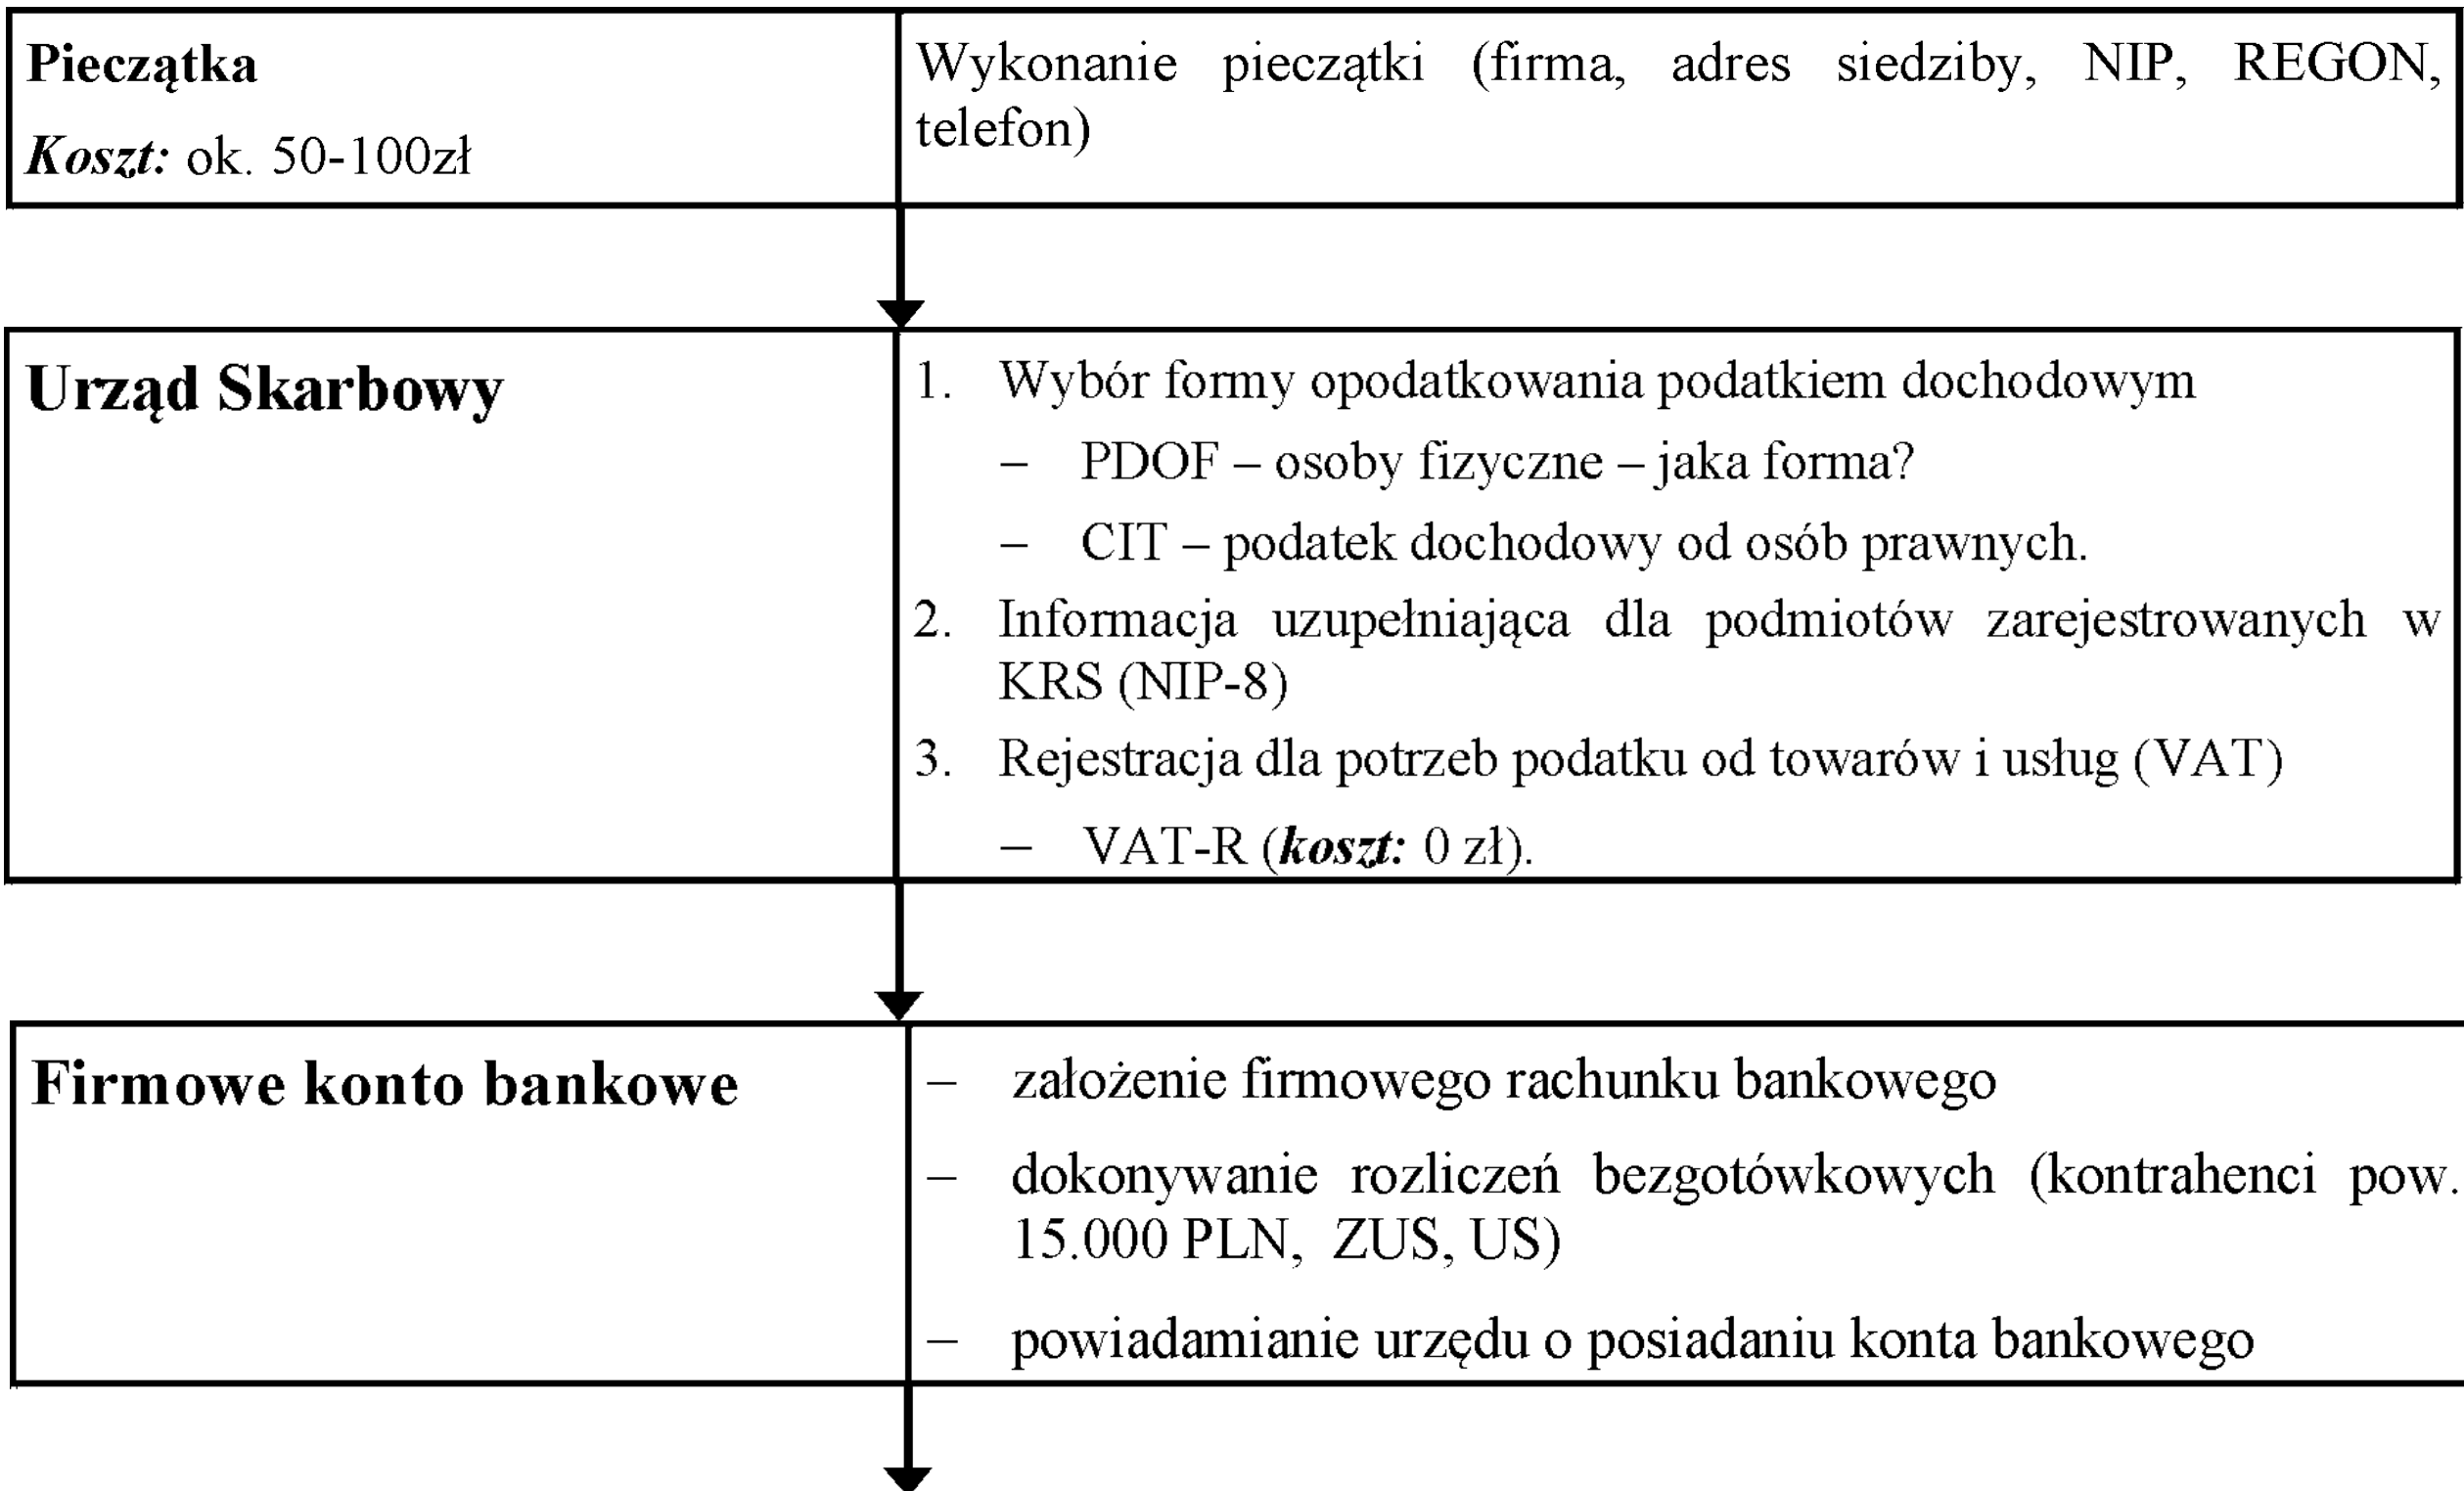 Pieczątka
Koszt: ok. 50-100zł
Wykonanie pieczątki (firma, adres siedziby, NIP, REGON,
telefon)
Urząd Skarbowy
1. Wybór formy opodatkowania podatkiem dochodowym
– PDOF – osoby fizyczne – jaka forma?
– CIT – podatek dochodowy od osób prawnych.
2. Informacja uzupełniająca dla podmiotów zarejestrowanych w
KRS (NIP-8)
3. Rejestracja dla potrzeb podatku od towarów i usług (VAT)
– VAT-R (koszt: 0 zł).
Firmowe konto bankowe
– założenie firmowego rachunku bankowego
– dokonywanie rozliczeń bezgotówkowych (kontrahenci pow.
15.000 PLN, ZUS, US)
– powiadamianie urzędu o posiadaniu konta bankowego